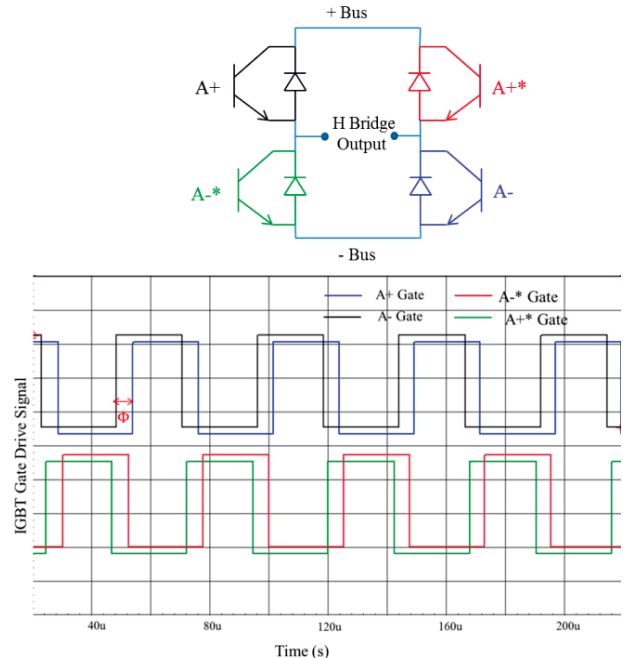 + Bus
A+
A+*
H Bridge
Output
A-*
A-
- Bus
A+ Gate
A-* Gate
A- Gate
A+* Gate
Φ
IGBT Gate Drive Signal
40u
80u
120u
160u
200u
Time (s)